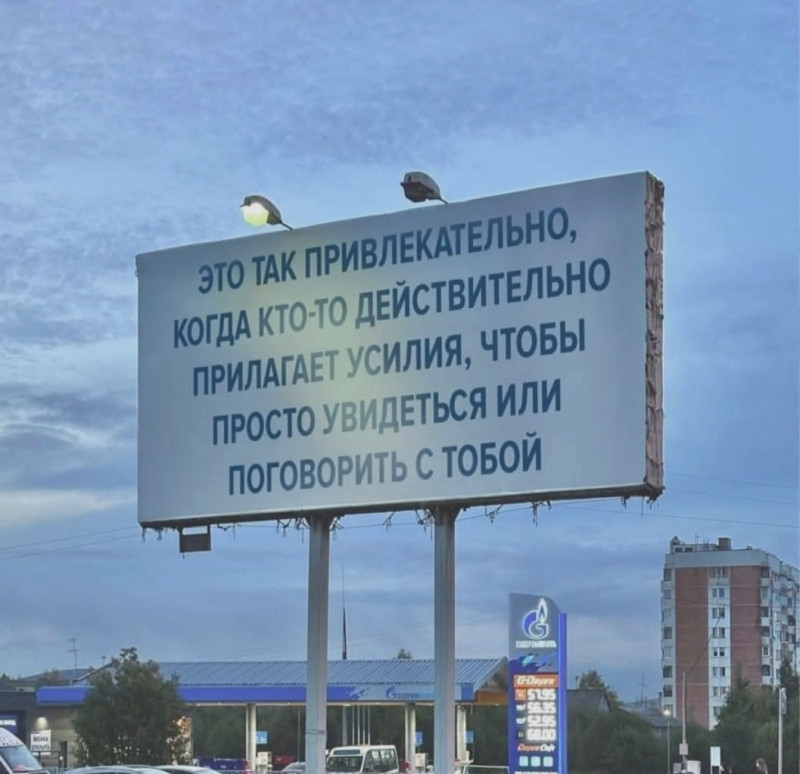 ЭТО ТАК ПРИВЛЕКАТЕЛЬНО,
КОГДА КТО-ТО ДЕЙСТВИТЕЛЬНО
ПРИЛАГАЕТ УСИЛИЯ, ЧТОБЫ
ПРОСТО УВИДЕТЬСЯ ИЛИ
ПОГОВОРИТЬ С ТОБОЙ